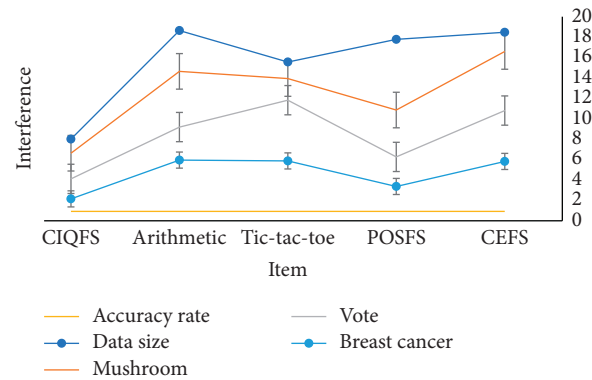 20
18
16
14
12
10
8
6
4
2
0
Interference
CIQFS Arithmetic Tic-tac-toe POSFS CEFS
Item
Accuracy rate
Data size
Mushroom
Vote
Breast cancer